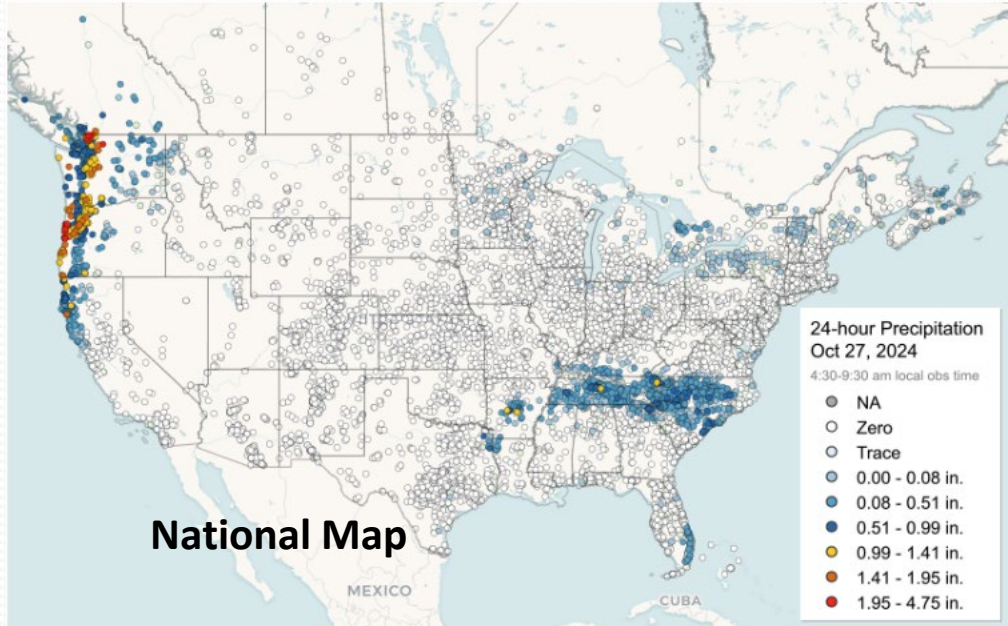 24-hour Precipitation
Oct 27, 2024
4:30-9:30 am local obs time
NA
Zero
Trace
0.00 - 0.08 in.
0.08 - 0.51 in.
0.51 - 0.99 in.
0.99 - 1.41 in.
1.41 - 1.95 in.
1.95 - 4.75 in.
National Map
MEXICO
CUBA